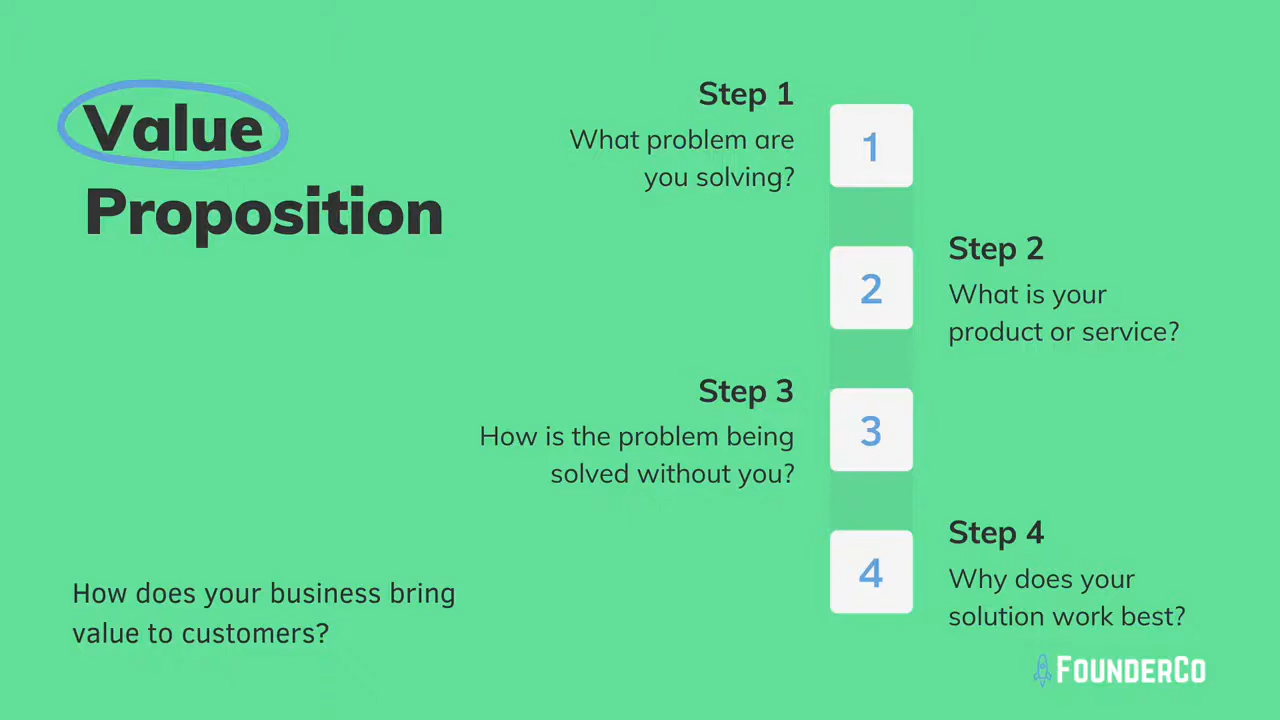 Value
Proposition
How does your business bring
value to customers?
Step 1
What problem are
you solving?
1
2
Step 2
What is your
product or service?
Step 3
How is the problem being
solved without you?
3
4
Step 4
Why does your
solution work best?
FounderCo